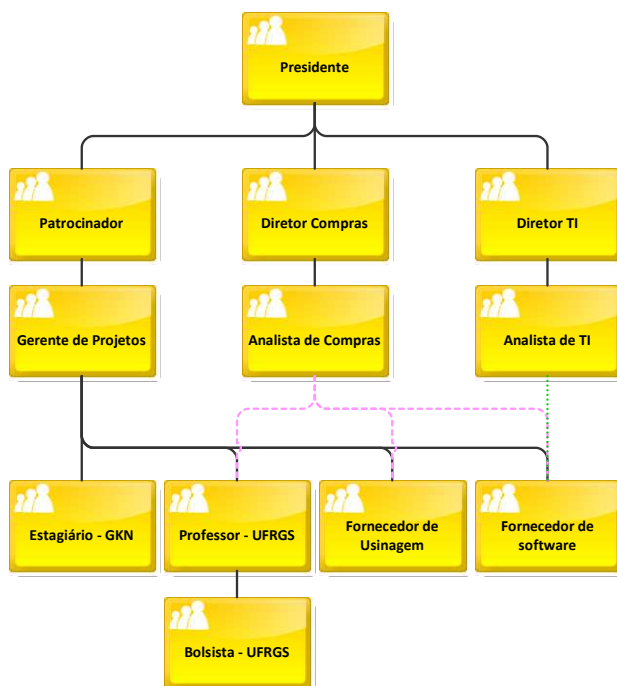 Presidente
Patrocinador
Diretor Compras
Diretor TI
Gerente de Projetos
Analista de Compras
Analista de TI
Estagiário - GKN
Professor - UFRGS
Fornecedor de
Usinagem
Fornecedor de
software
Bolsista - UFRGS